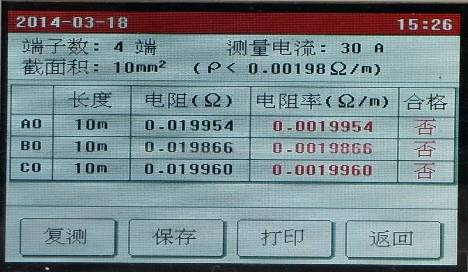 2014-03-18 15:26
端子数: 4 端 测量电流: 30 A
截面积: 10mm² (ρ< 0.00198Ω/m)
长度 电阻(Ω) 电阻率(Ω/m) 合格
A0 10m 0.019954 0.0019954 否
B0 10m 0.019866 0.0019866 否
C0 10m 0.019960 0.0019960 否
复测 保存 打印 返回